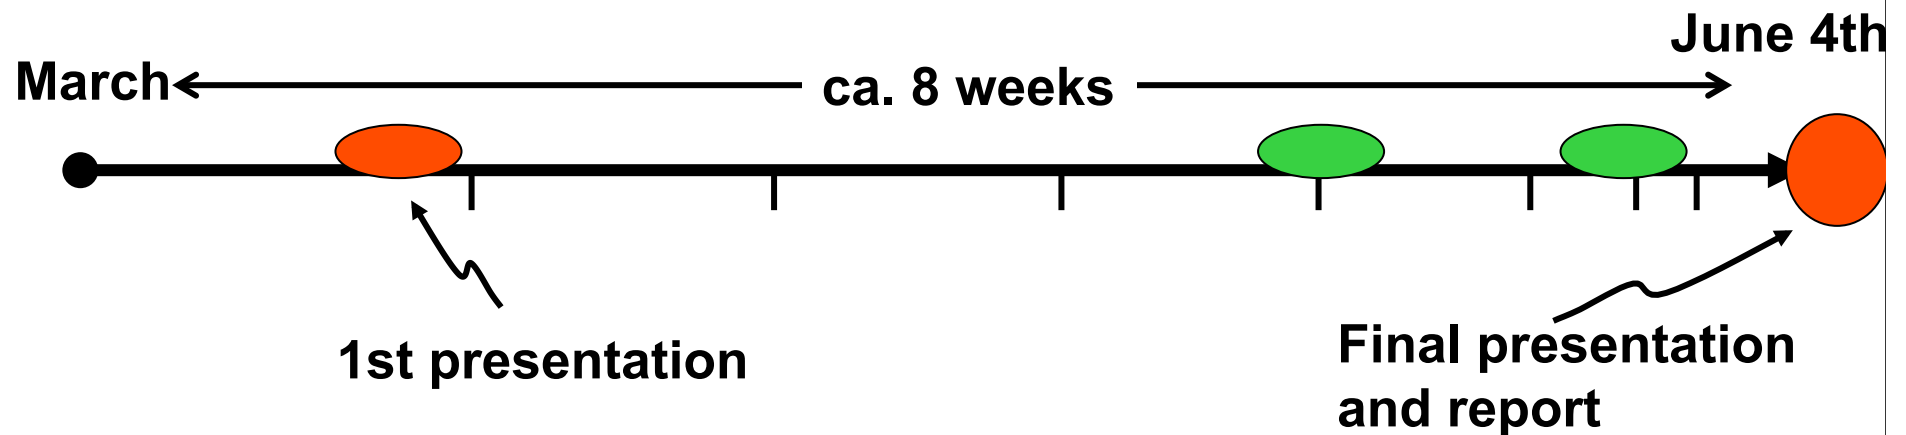 June 4th
March
ca. 8 weeks
1st presentation
Final presentation
and report